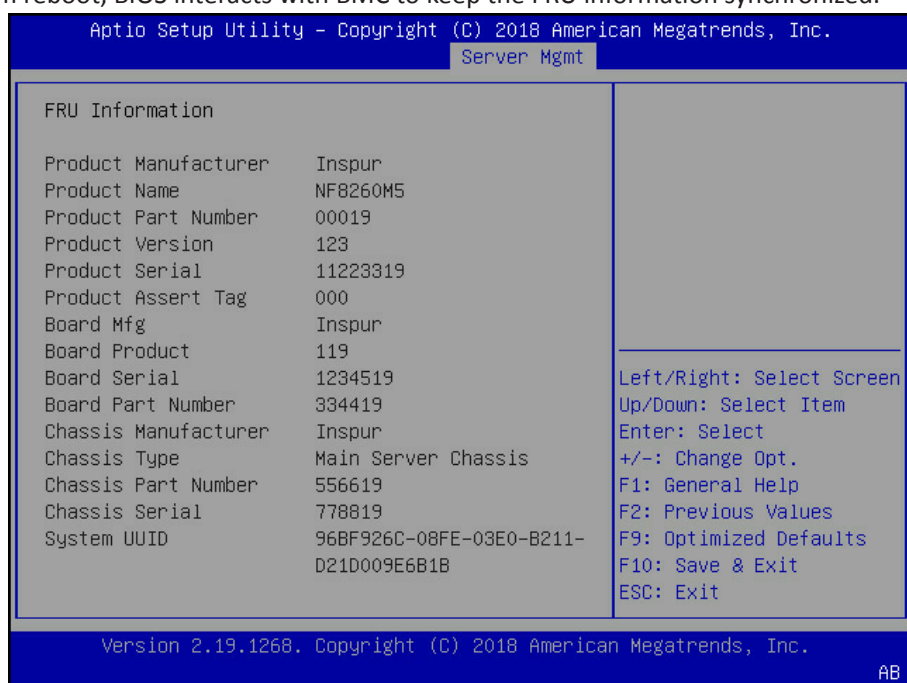 reboot, BIOS interacts with BMC to keep the FRU information synchronized.
Aptio Setup Utility – Copyright (C) 2018 American Megatrends, Inc.
Server Mgmt
FRU Information
Product Manufacturer Inspur
Product Name NF8260M5
Product Part Number 00019
Product Version 123
Product Serial 11223319
Product Assert Tag 000
Board Mfg Inspur
Board Product 119
Board Serial 1234519
Board Part Number 334419
Chassis Manufacturer Inspur
Chassis Type Main Server Chassis
Chassis Part Number 556619
Chassis Serial 778819
System UUID 96BF926C-08FE-03E0-B211-
D21D009E6B1B
Left/Right: Select Screen
Up/Down: Select Item
Enter: Select
+/-: Change Opt.
F1: General Help
F2: Previous Values
F9: Optimized Defaults
F10: Save & Exit
ESC: Exit
Version 2.19.1268. Copyright (C) 2018 American Megatrends, Inc.
AB